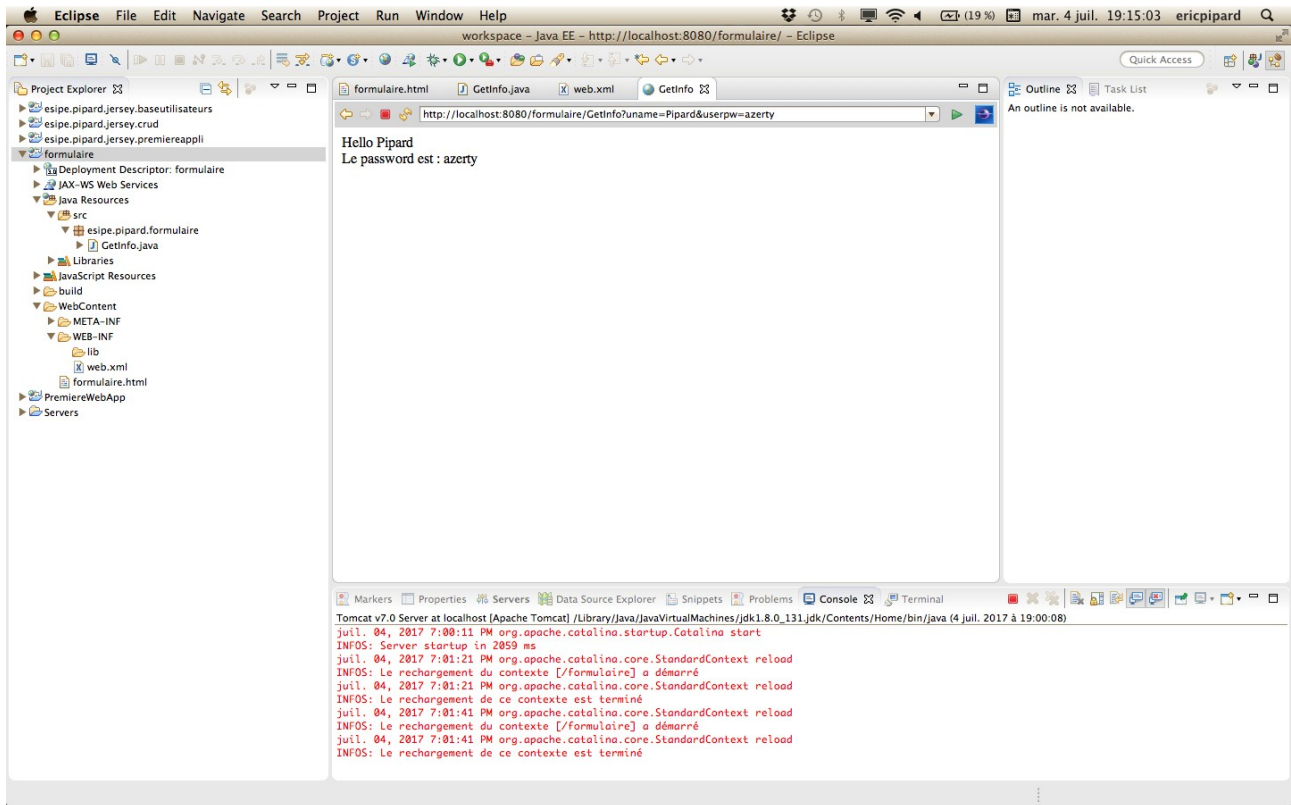 Eclipse File Edit Navigate Search Project Run Window Help (19 %) mar. 4 juil. 19:15:03 ericpipard
workspace – Java EE – http://localhost:8080/formulaire/ – Eclipse
Quick Access
Project Explorer
esipe.pipard.jersey.baseutilisateurs
esipe.pipard.jersey.crud
esipe.pipard.jersey.premiereappli
formulaire
Deployment Descriptor: formulaire
JAX-WS Web Services
Java Resources
src
esipe.pipard.formulaire
GetInfo.java
Libraries
JavaScript Resources
build
WebContent
META-INF
WEB-INF
lib
web.xml
formulaire.html
PremiereWebApp
Servers
formulaire.html GetInfo.java web.xml GetInfo
http://localhost:8080/formulaire/GetInfo?uname=Pipard&userpw=azerty
Hello Pipard
Le password est : azerty
Outline Task List
An outline is not available.
Markers Properties Servers Data Source Explorer Snippets Problems Console Terminal
Tomcat v7.0 Server at localhost [Apache Tomcat] /Library/Java/JavaVirtualMachines/jdk1.8.0_131.jdk/Contents/Home/bin/java (4 juil. 2017 à 19:00:08)
juil. 04, 2017 7:00:11 PM org.apache.catalina.startup.Catalina start
INFOS: Server startup in 2059 ms
juil. 04, 2017 7:01:21 PM org.apache.catalina.core.StandardContext reload
INFOS: Le rechargement du contexte [/formulaire] a démarré
juil. 04, 2017 7:01:21 PM org.apache.catalina.core.StandardContext reload
INFOS: Le rechargement de ce contexte est terminé
juil. 04, 2017 7:01:41 PM org.apache.catalina.core.StandardContext reload
INFOS: Le rechargement du contexte [/formulaire] a démarré
juil. 04, 2017 7:01:41 PM org.apache.catalina.core.StandardContext reload
INFOS: Le rechargement de ce contexte est terminé